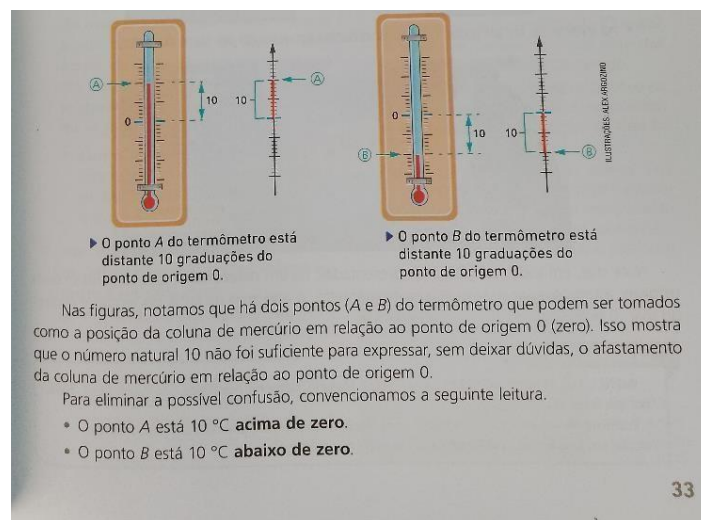 A
0
10
10
A
0
B
10
10
B
ILUSTRAÇÕES: ALEX ARGOZINO
▶ O ponto A do termômetro está
distante 10 graduações do
ponto de origem 0.
▶ O ponto B do termômetro está
distante 10 graduações do
ponto de origem 0.
Nas figuras, notamos que há dois pontos (A e B) do termômetro que podem ser tomados
como a posição da coluna de mercúrio em relação ao ponto de origem 0 (zero). Isso mostra
que o número natural 10 não foi suficiente para expressar, sem deixar dúvidas, o afastamento
da coluna de mercúrio em relação ao ponto de origem 0.
Para eliminar a possível confusão, convencionamos a seguinte leitura.
• O ponto A está 10 °C acima de zero.
• O ponto B está 10 °C abaixo de zero.
33